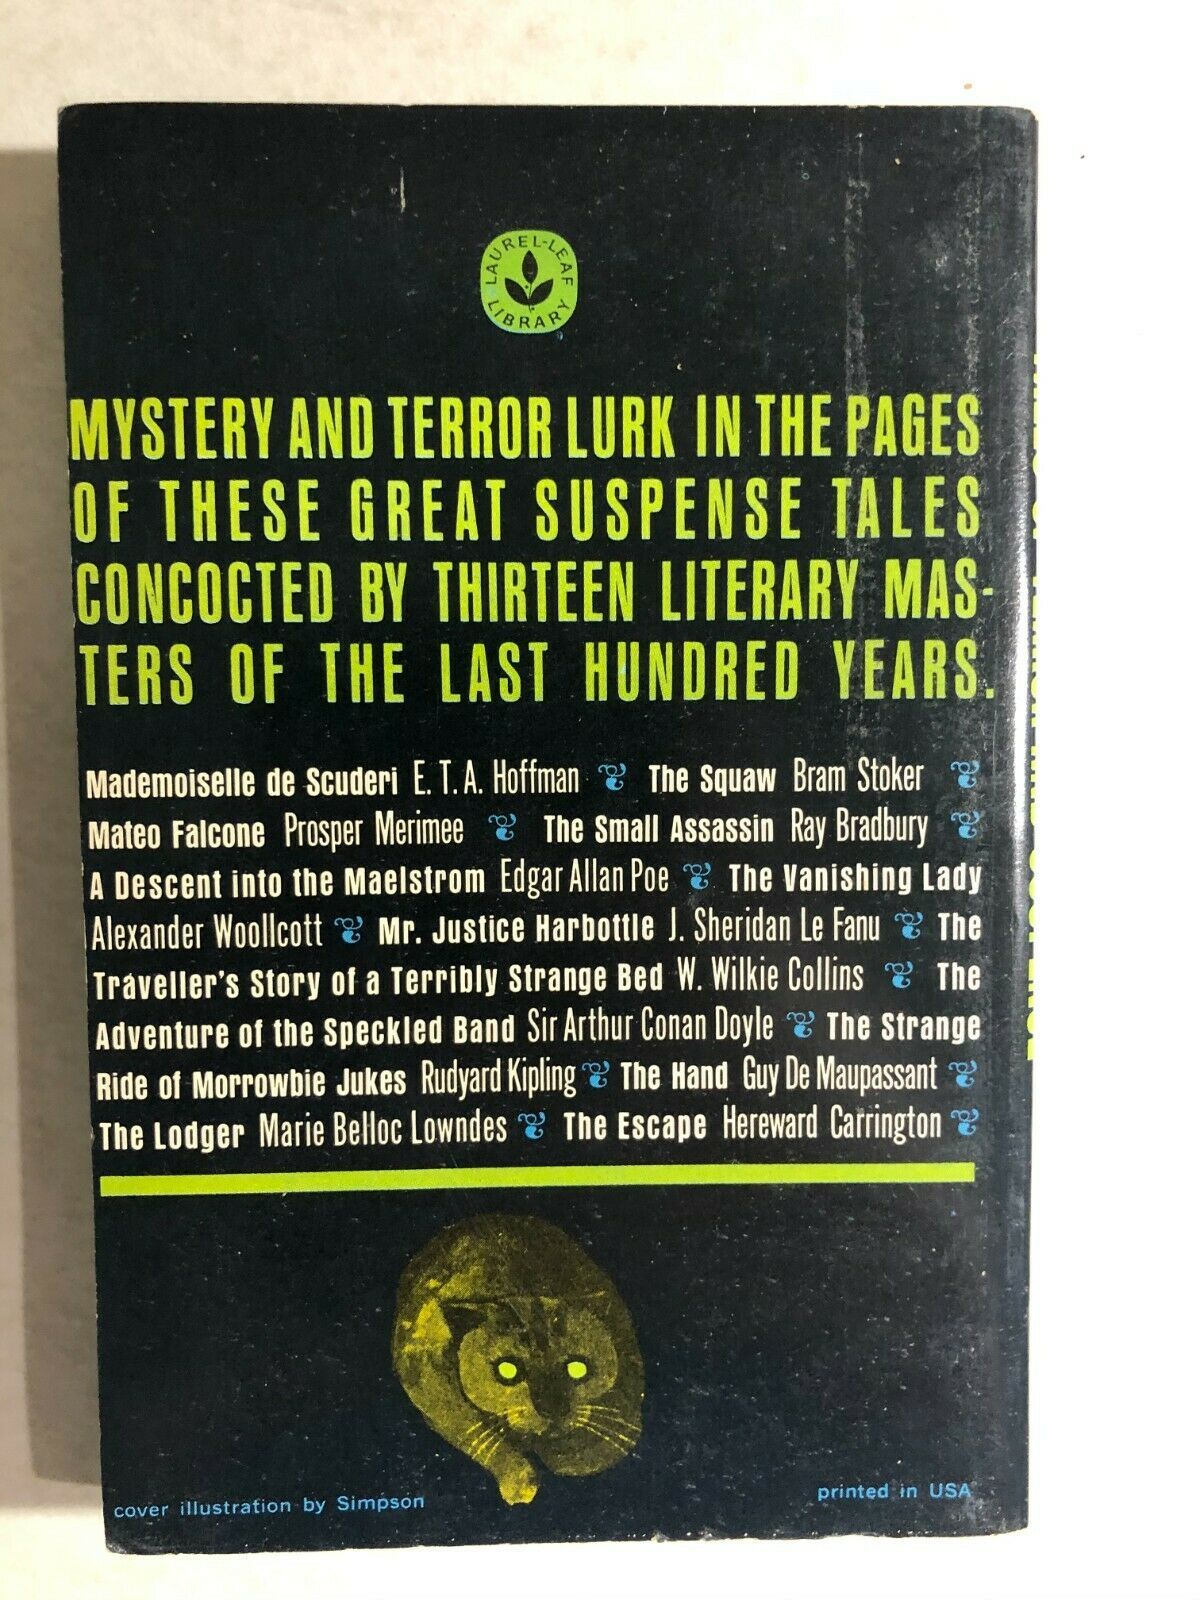 LAUREL-LEAF
LIBRARY
MYSTERY AND TERROR LURK IN THE PAGES
OF THESE GREAT SUSPENSE TALES
CONCOCTED BY THIRTEEN LITERARY MAS-
TERS OF THE LAST HUNDRED YEARS.
Mademoiselle de Scuderi E. T. A. Hoffman The Squaw Bram Stoker
Mateo Falcone Prosper Merimee The Small Assassin Ray Bradbury
A Descent into the Maelstrom Edgar Allan Poe The Vanishing Lady
Alexander Woollcott Mr. Justice Harbottle J. Sheridan Le Fanu The
Traveller's Story of a Terribly Strange Bed W. Wilkie Collins The
Adventure of the Speckled Band Sir Arthur Conan Doyle The Strange
Ride of Morrowbie Jukes Rudyard Kipling The Hand Guy De Maupassant
The Lodger Marie Belloc Lowndes The Escape Hereward Carrington
cover illustration by Simpson
printed in USA